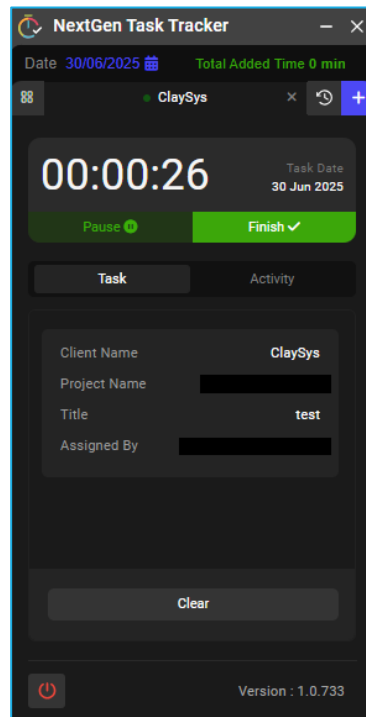 NextGen Task Tracker
Date 30/06/2025 Total Added Time 0 min
ClaySys
00:00:26
Task Date
30 Jun 2025
Pause Finish
Task Activity
Client Name ClaySys
Project Name
Title test
Assigned By
Clear
Version : 1.0.733